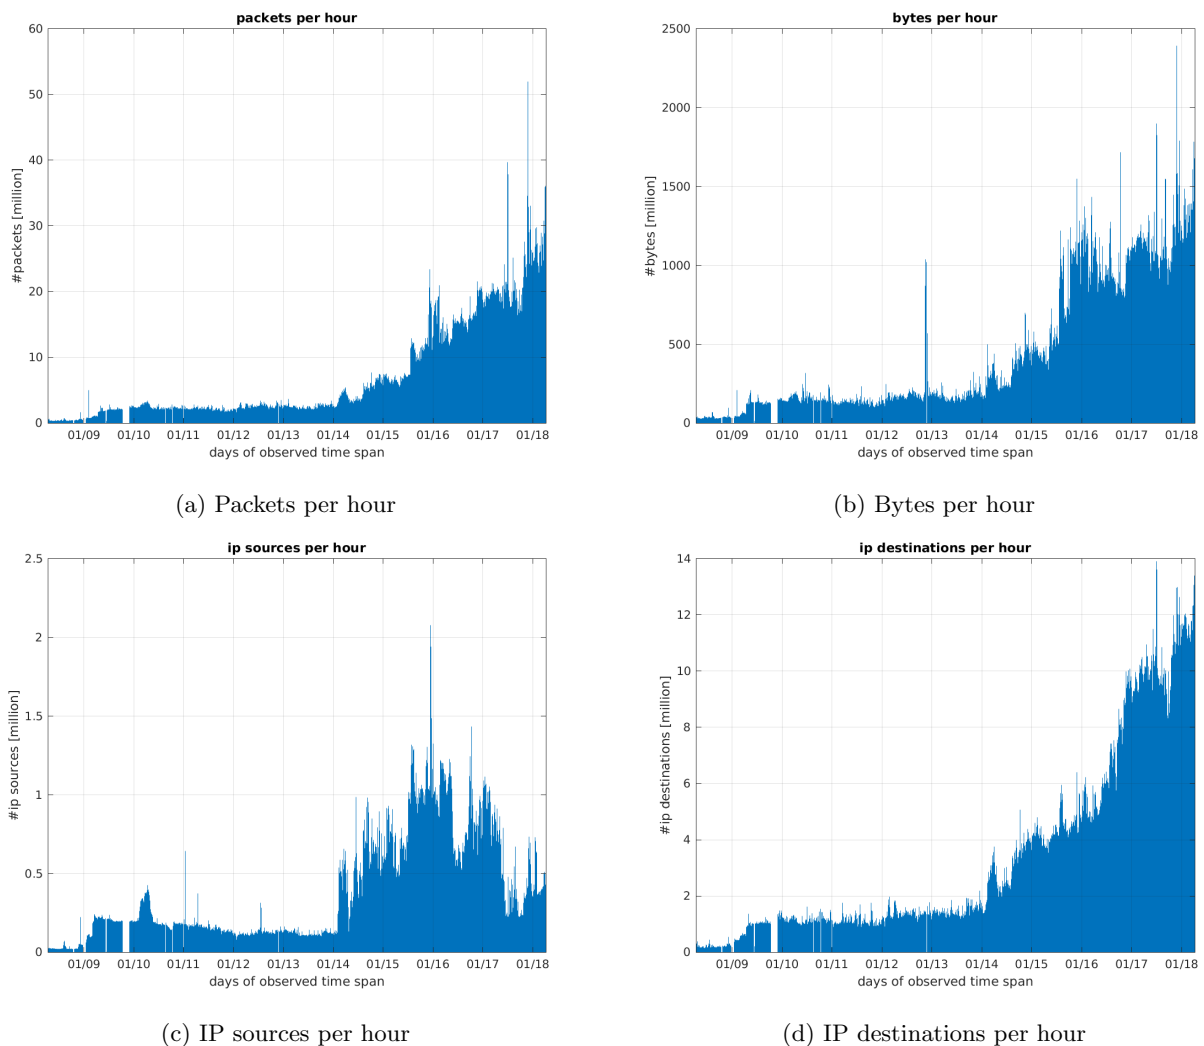 packets per hour
60
50
40
30
20
10
0
#packets [million]
01/09 01/10 01/11 01/12 01/13 01/14 01/15 01/16 01/17 01/18
days of observed time span
(a) Packets per hour
bytes per hour
2500
2000
1500
1000
500
0
#bytes [million]
01/09 01/10 01/11 01/12 01/13 01/14 01/15 01/16 01/17 01/18
days of observed time span
(b) Bytes per hour
ip sources per hour
2.5
2
1.5
1
0.5
0
#ip sources [million]
01/09 01/10 01/11 01/12 01/13 01/14 01/15 01/16 01/17 01/18
days of observed time span
(c) IP sources per hour
ip destinations per hour
14
12
10
8
6
4
2
0
#ip destinations [million]
01/09 01/10 01/11 01/12 01/13 01/14 01/15 01/16 01/17 01/18
days of observed time span
(d) IP destinations per hour